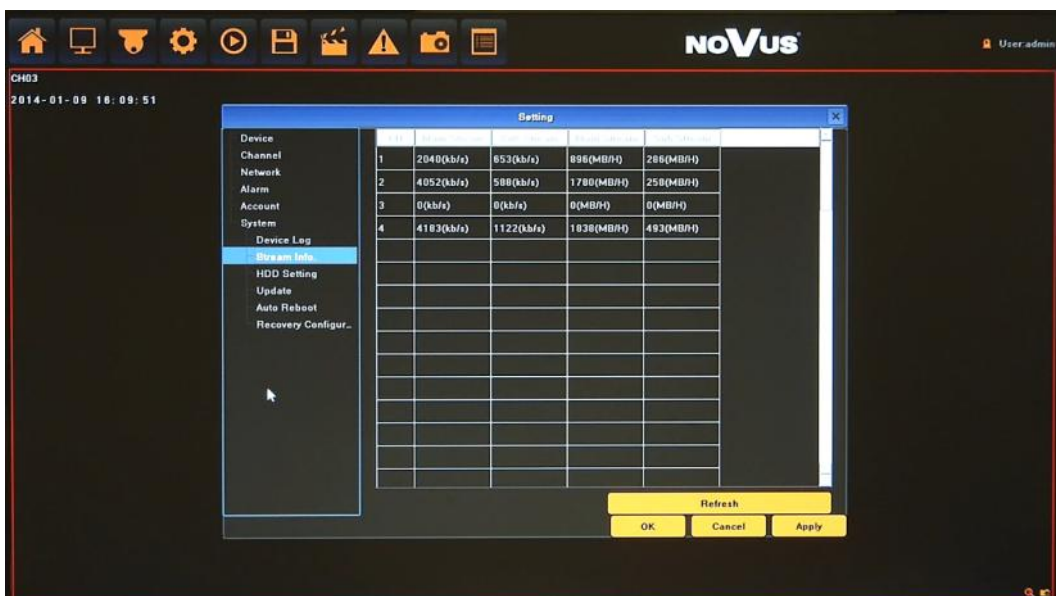 NOVUS
User:admin
CH03
2014-01-09 16:09:51
Setting
Device
Channel
Network
Alarm
Account
System
Device Log
Stream Info.
HDD Setting
Update
Auto Reboot
Recovery Configur...
1 2040(kb/s) 653(kb/s) 896(MB/H) 286(MB/H)
2 4052(kb/s) 588(kb/s) 1780(MB/H) 258(MB/H)
3 0(kb/s) 0(kb/s) 0(MB/H) 0(MB/H)
4 4183(kb/s) 1122(kb/s) 1838(MB/H) 493(MB/H)
Refresh
OK Cancel Apply